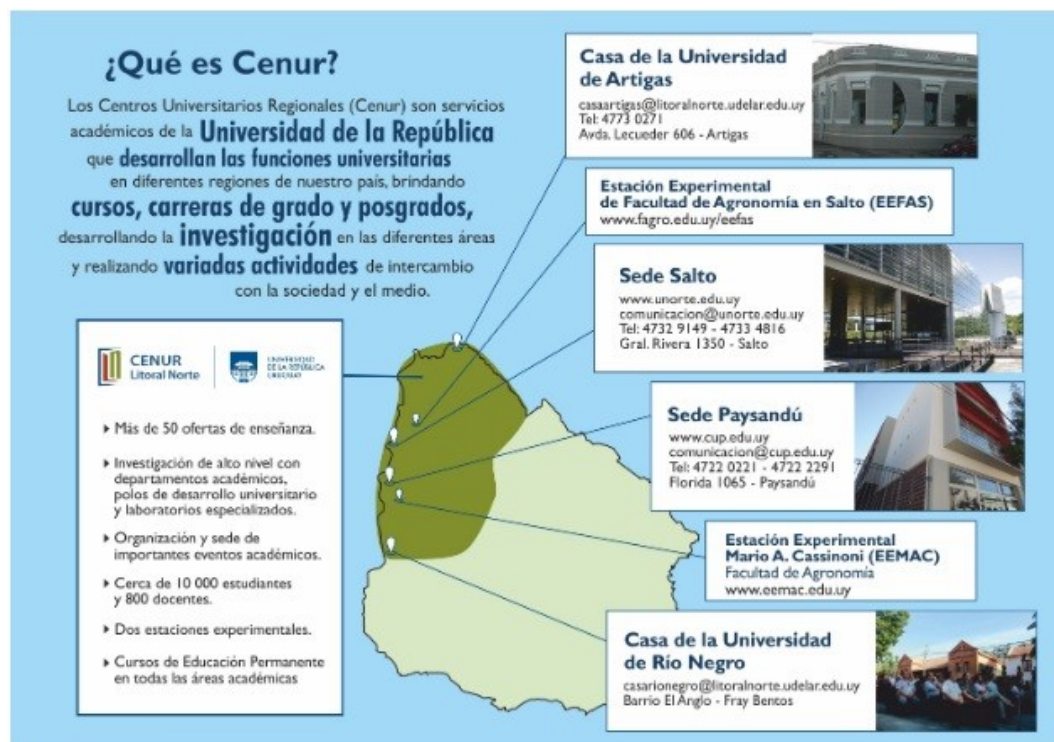 ¿Qué es Cenur?
Los Centros Universitarios Regionales (Cenur) son servicios
académicos de la Universidad de la República
que desarrollan las funciones universitarias
en diferentes regiones de nuestro país, brindando
cursos, carreras de grado y posgrados,
desarrollando la investigación en las diferentes áreas
y realizando variadas actividades de intercambio
con la sociedad y el medio.
CENUR
Litoral Norte
UNIVERSIDAD
DE LA REPÚBLICA
URUGUAY
Más de 50 ofertas de enseñanza.
Investigación de alto nivel con
departamentos académicos,
polos de desarrollo universitario
y laboratorios especializados.
Organización y sede de
importantes eventos académicos.
Cerca de 10 000 estudiantes
y 800 docentes.
Dos estaciones experimentales.
Cursos de Educación Permanente
en todas las áreas académicas
Casa de la Universidad
de Artigas
casaartigas@litoralnorte.udelar.edu.uy
Tel: 4773 0271
Avda. Lecueder 606 - Artigas
Estación Experimental
de Facultad de Agronomía en Salto (EEFAS)
www.fagro.edu.uy/eefas
Sede Salto
www.unorte.edu.uy
comunicacion@unorte.edu.uy
Tel: 4732 9149 - 4733 4816
Gral. Rivera 1350 - Salto
Sede Paysandú
www.cup.edu.uy
comunicacion@cup.edu.uy
Tel: 4722 0221 - 4722 2291
Florida 1065 - Paysandú
Estación Experimental
Mario A. Cassinoni (EEMAC)
Facultad de Agronomía
www.eemac.edu.uy
Casa de la Universidad
de Río Negro
casarionegro@litoralnorte.udelar.edu.uy
Barrio El Anglo - Fray Bentos